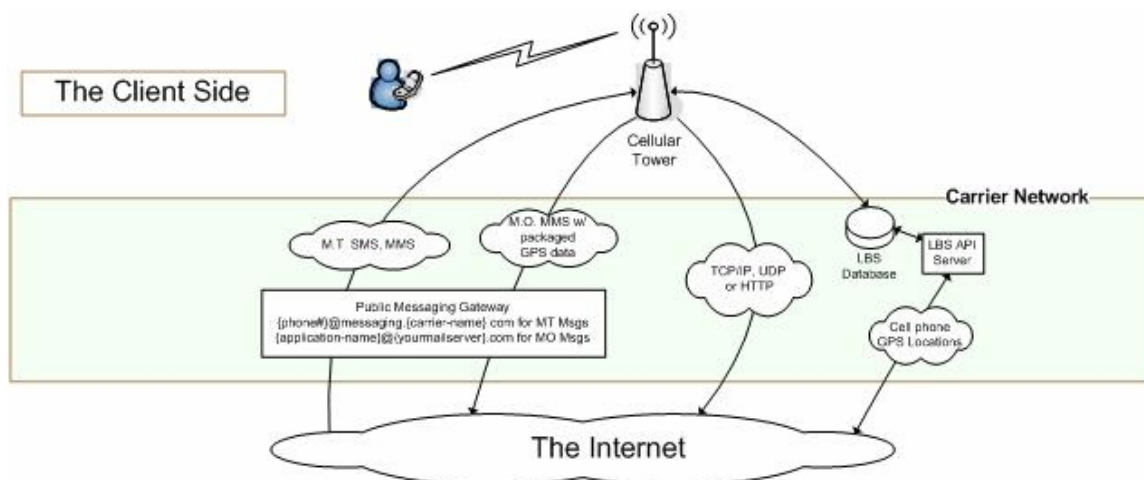 The Client Side
Cellular
Tower
Carrier Network
M.T. SMS, MMS
M.O. MMS w/
packaged
GPS data
TCP/IP, UDP
or HTTP
LBS
Database
LBS API
Server
Public Messaging Gateway
{phone#}@messaging.{carrier-name}.com for MT Msgs
{application-name}@{yourmailserver}.com for MO Msgs
Cell phone
GPS Locations
The Internet